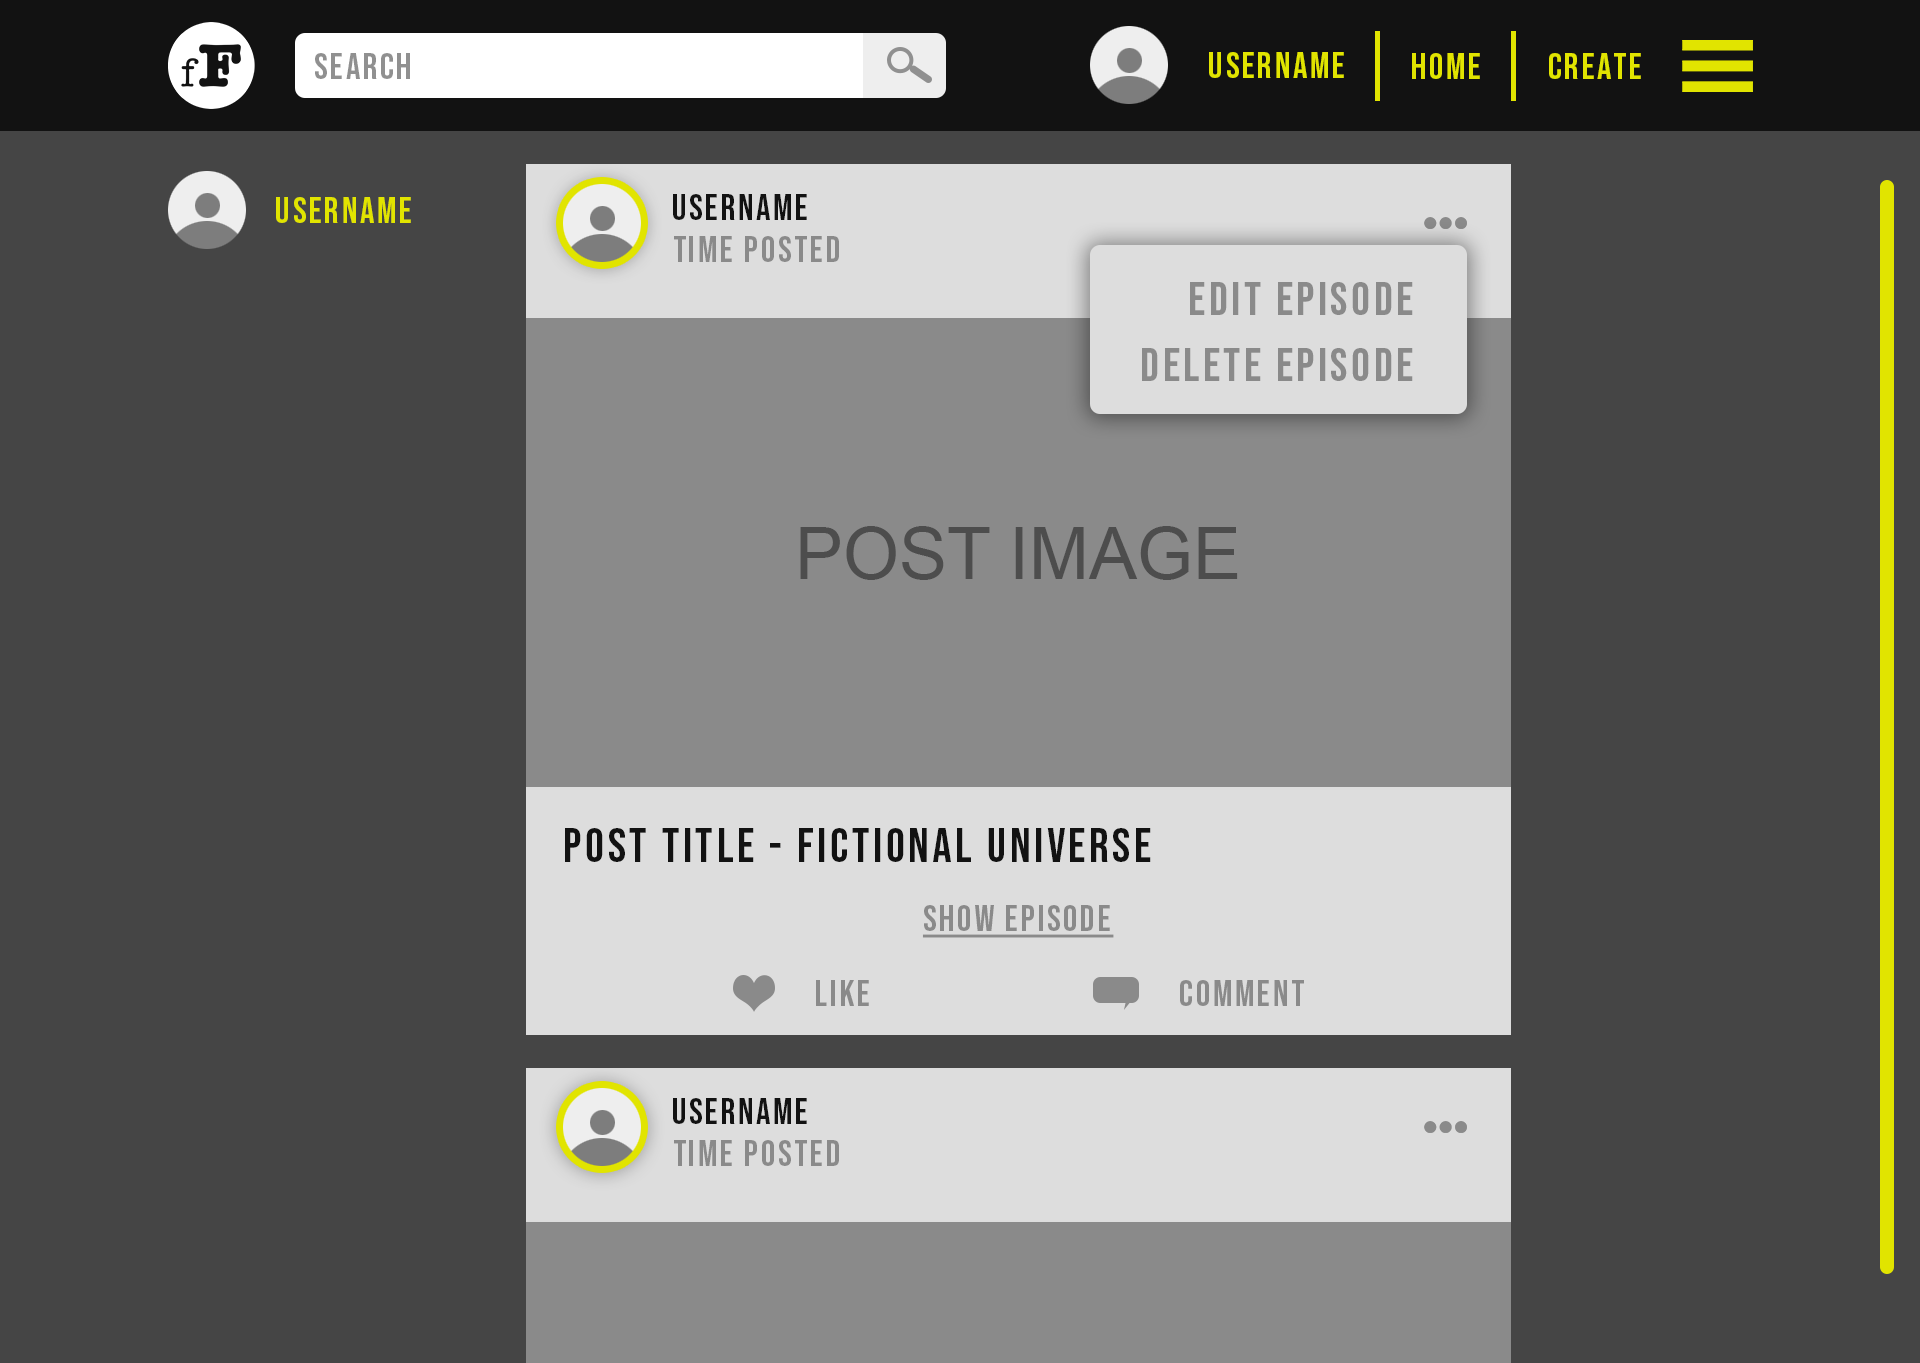 fF
SEARCH
USERNAME
HOME
CREATE
USERNAME
USERNAME
TIME POSTED
EDIT EPISODE
DELETE EPISODE
POST IMAGE
POST TITLE - FICTIONAL UNIVERSE
SHOW EPISODE
LIKE
COMMENT
USERNAME
TIME POSTED